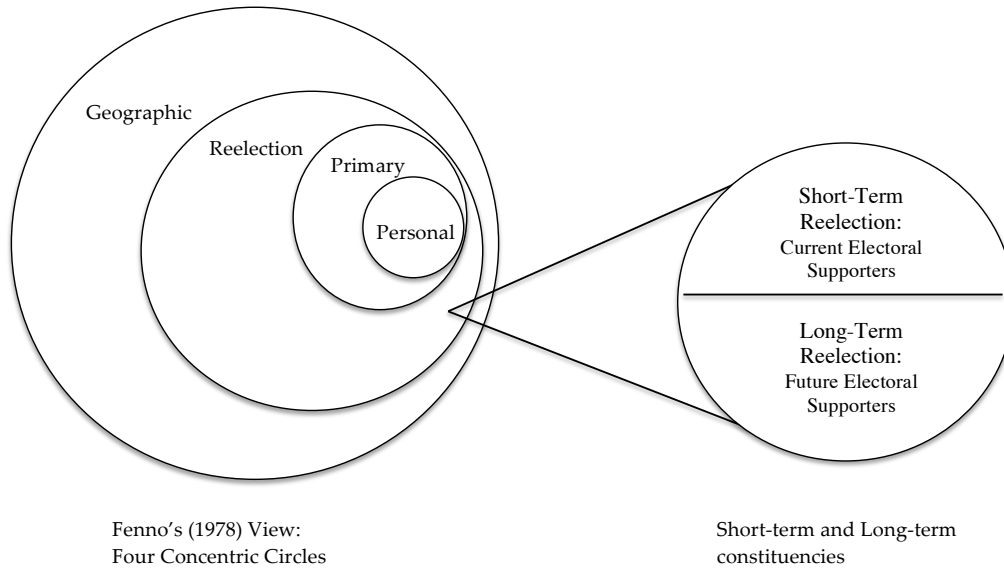 Geographic
Reelection
Primary
Personal
Short-Term
Reelection:
Current Electoral
Supporters
Long-Term
Reelection:
Future Electoral
Supporters
Fenno's (1978) View:
Four Concentric Circles
Short-term and Long-term
constituencies